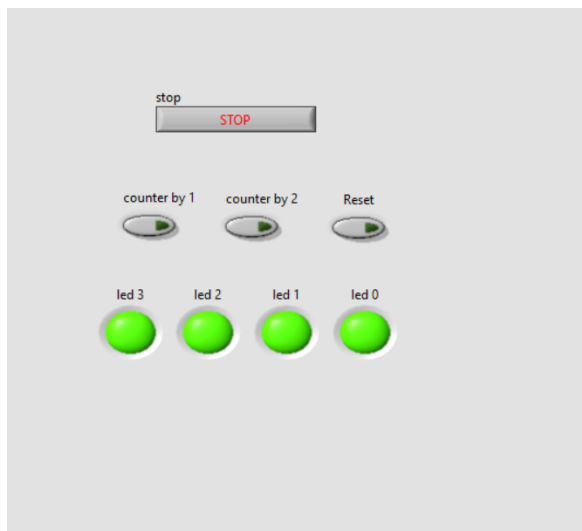 stop
STOP
counter by 1 counter by 2 Reset
led 3 led 2 led 1 led 0